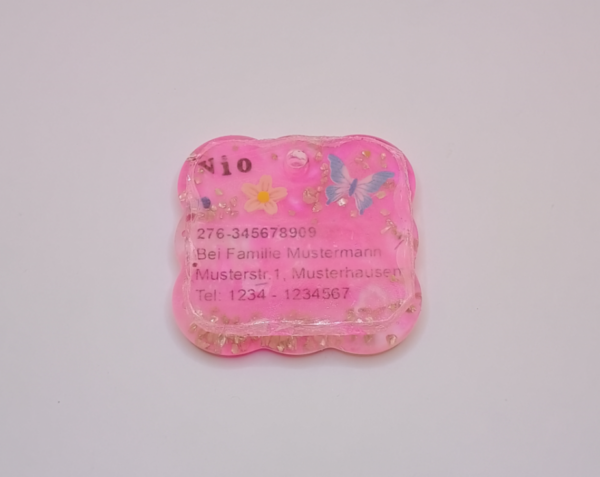 Nio
276-345678909
Bei Familie Mustermann
Musterstr.1, Musterhausen
Tel: 1234 - 1234567